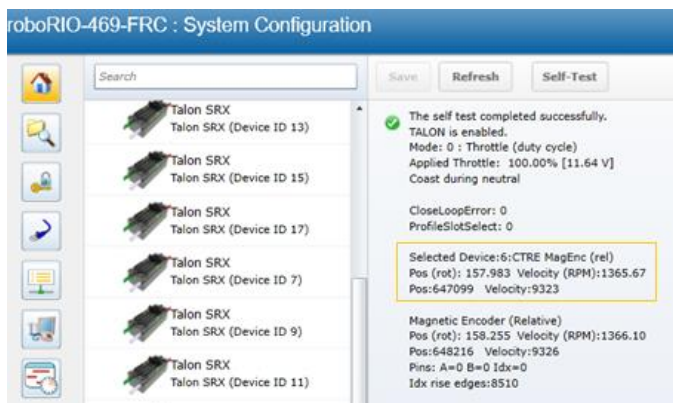 roboRIO-469-FRC : System Configuration
Search
Save Refresh Self-Test
Talon SRX
Talon SRX (Device ID 13)
Talon SRX
Talon SRX (Device ID 15)
Talon SRX
Talon SRX (Device ID 17)
Talon SRX
Talon SRX (Device ID 7)
Talon SRX
Talon SRX (Device ID 9)
Talon SRX
Talon SRX (Device ID 11)
The self test completed successfully.
TALON is enabled.
Mode: 0 : Throttle (duty cycle)
Applied Throttle: 100.00% [11.64 V]
Coast during neutral
CloseLoopError: 0
ProfileSlotSelect: 0
Selected Device:6:CTRE MagEnc (rel)
Pos (rot): 157.983 Velocity (RPM):1365.67
Pos:647099 Velocity:9323
Magnetic Encoder (Relative)
Pos (rot): 158.255 Velocity (RPM):1366.10
Pos:648216 Velocity:9326
Pins: A=0 B=0 Idx=0
Idx rise edges:8510